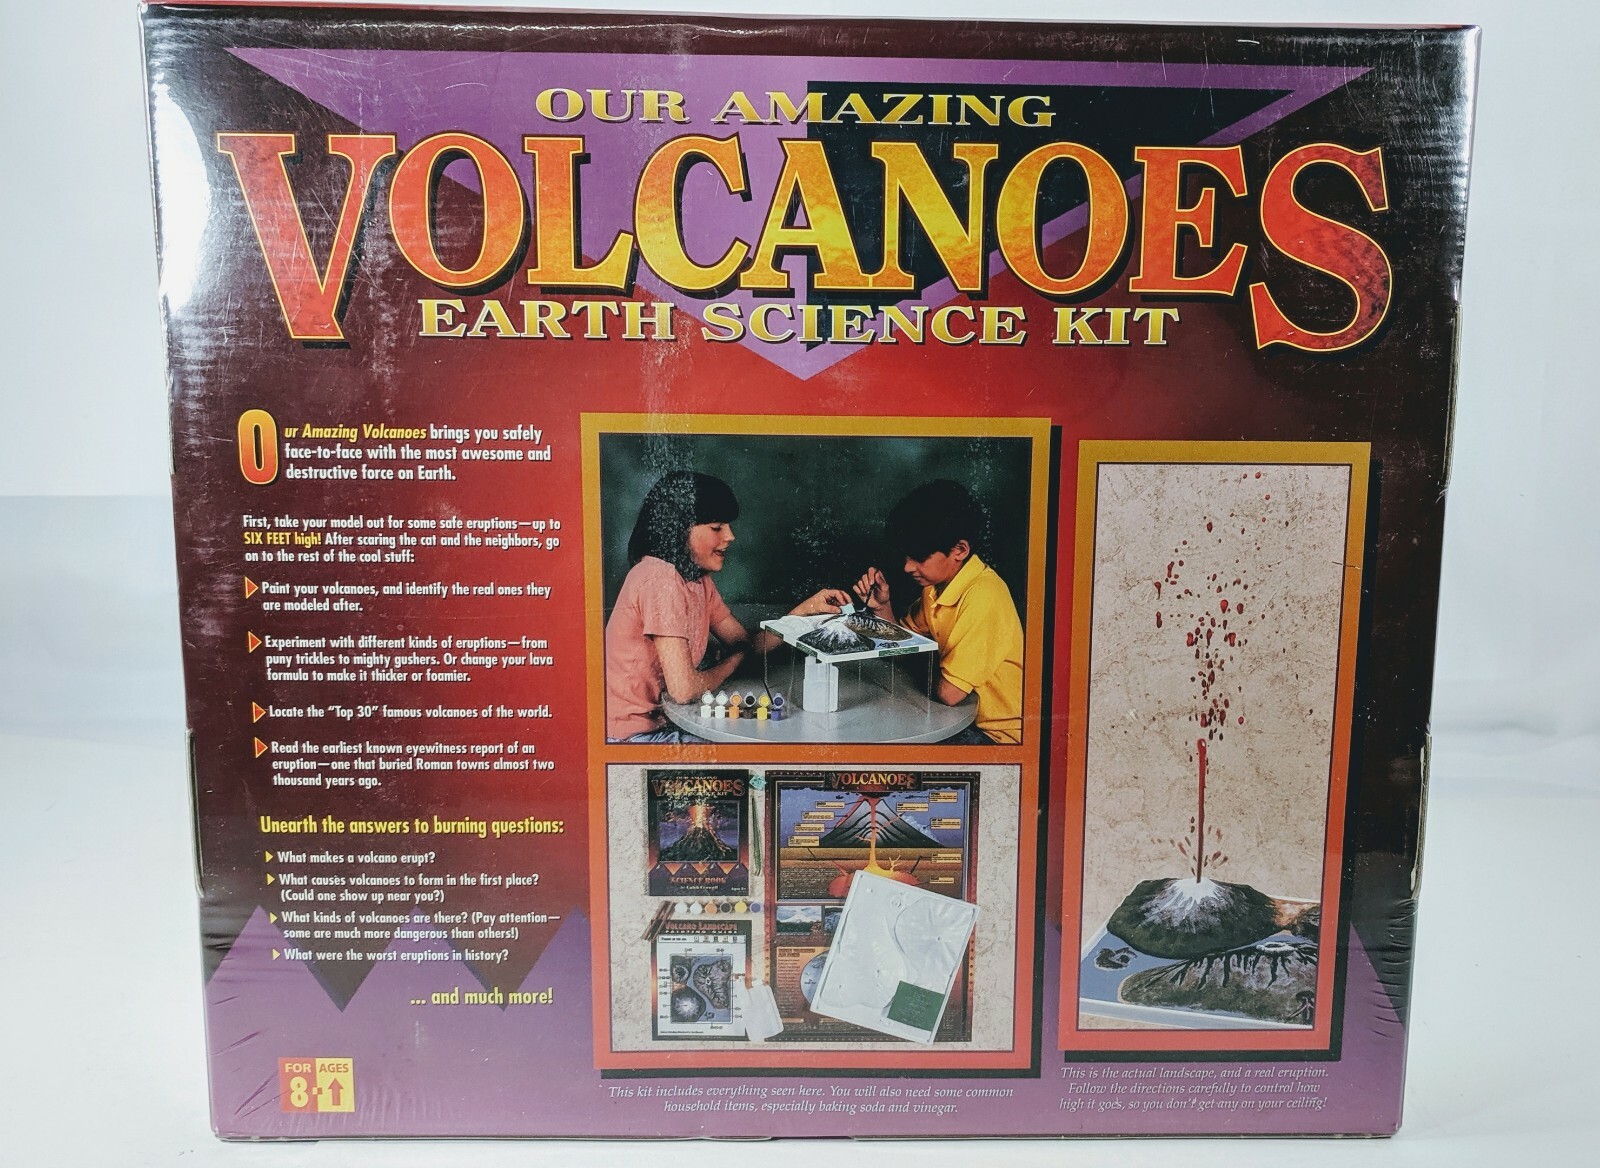 OUR AMAZING
VOLCANOES
EARTH SCIENCE KIT
Our Amazing Volcanoes brings you safely
face-to-face with the most awesome and
destructive force on Earth.
First, take your model out for some safe eruptions—up to
SIX FEET high! After scaring the cat and the neighbors, go
on to the rest of the cool stuff:
Paint your volcanoes, and identify the real ones they
are modeled after.
Experiment with different kinds of eruptions—from
puny trickles to mighty gushers. Or change your lava
formula to make it thicker or foamier.
Locate the “Top 30” famous volcanoes of the world.
Read the earliest known eyewitness report of an
eruption—one that buried Roman towns almost two
thousand years ago.
Unearth the answers to burning questions:
What makes a volcano erupt?
What causes volcanoes to form in the first place?
(Could one show up near you?)
What kinds of volcanoes are there? (Pay attention—
some are much more dangerous than others!)
What were the worst eruptions in history?
... and much more!
FOR AGES
8
VOLCANOES
EARTH SCIENCE KIT
SCIENCE BOOK
VOLCANOES
VOLCANO LANDSCAPE
PAINTING GUIDE
This kit includes everything seen here. You will also need some common
household items, especially baking soda and vinegar.
This is the actual landscape, and a real eruption.
Follow the directions carefully to control how
high it goes, so you don't get any on your ceiling!